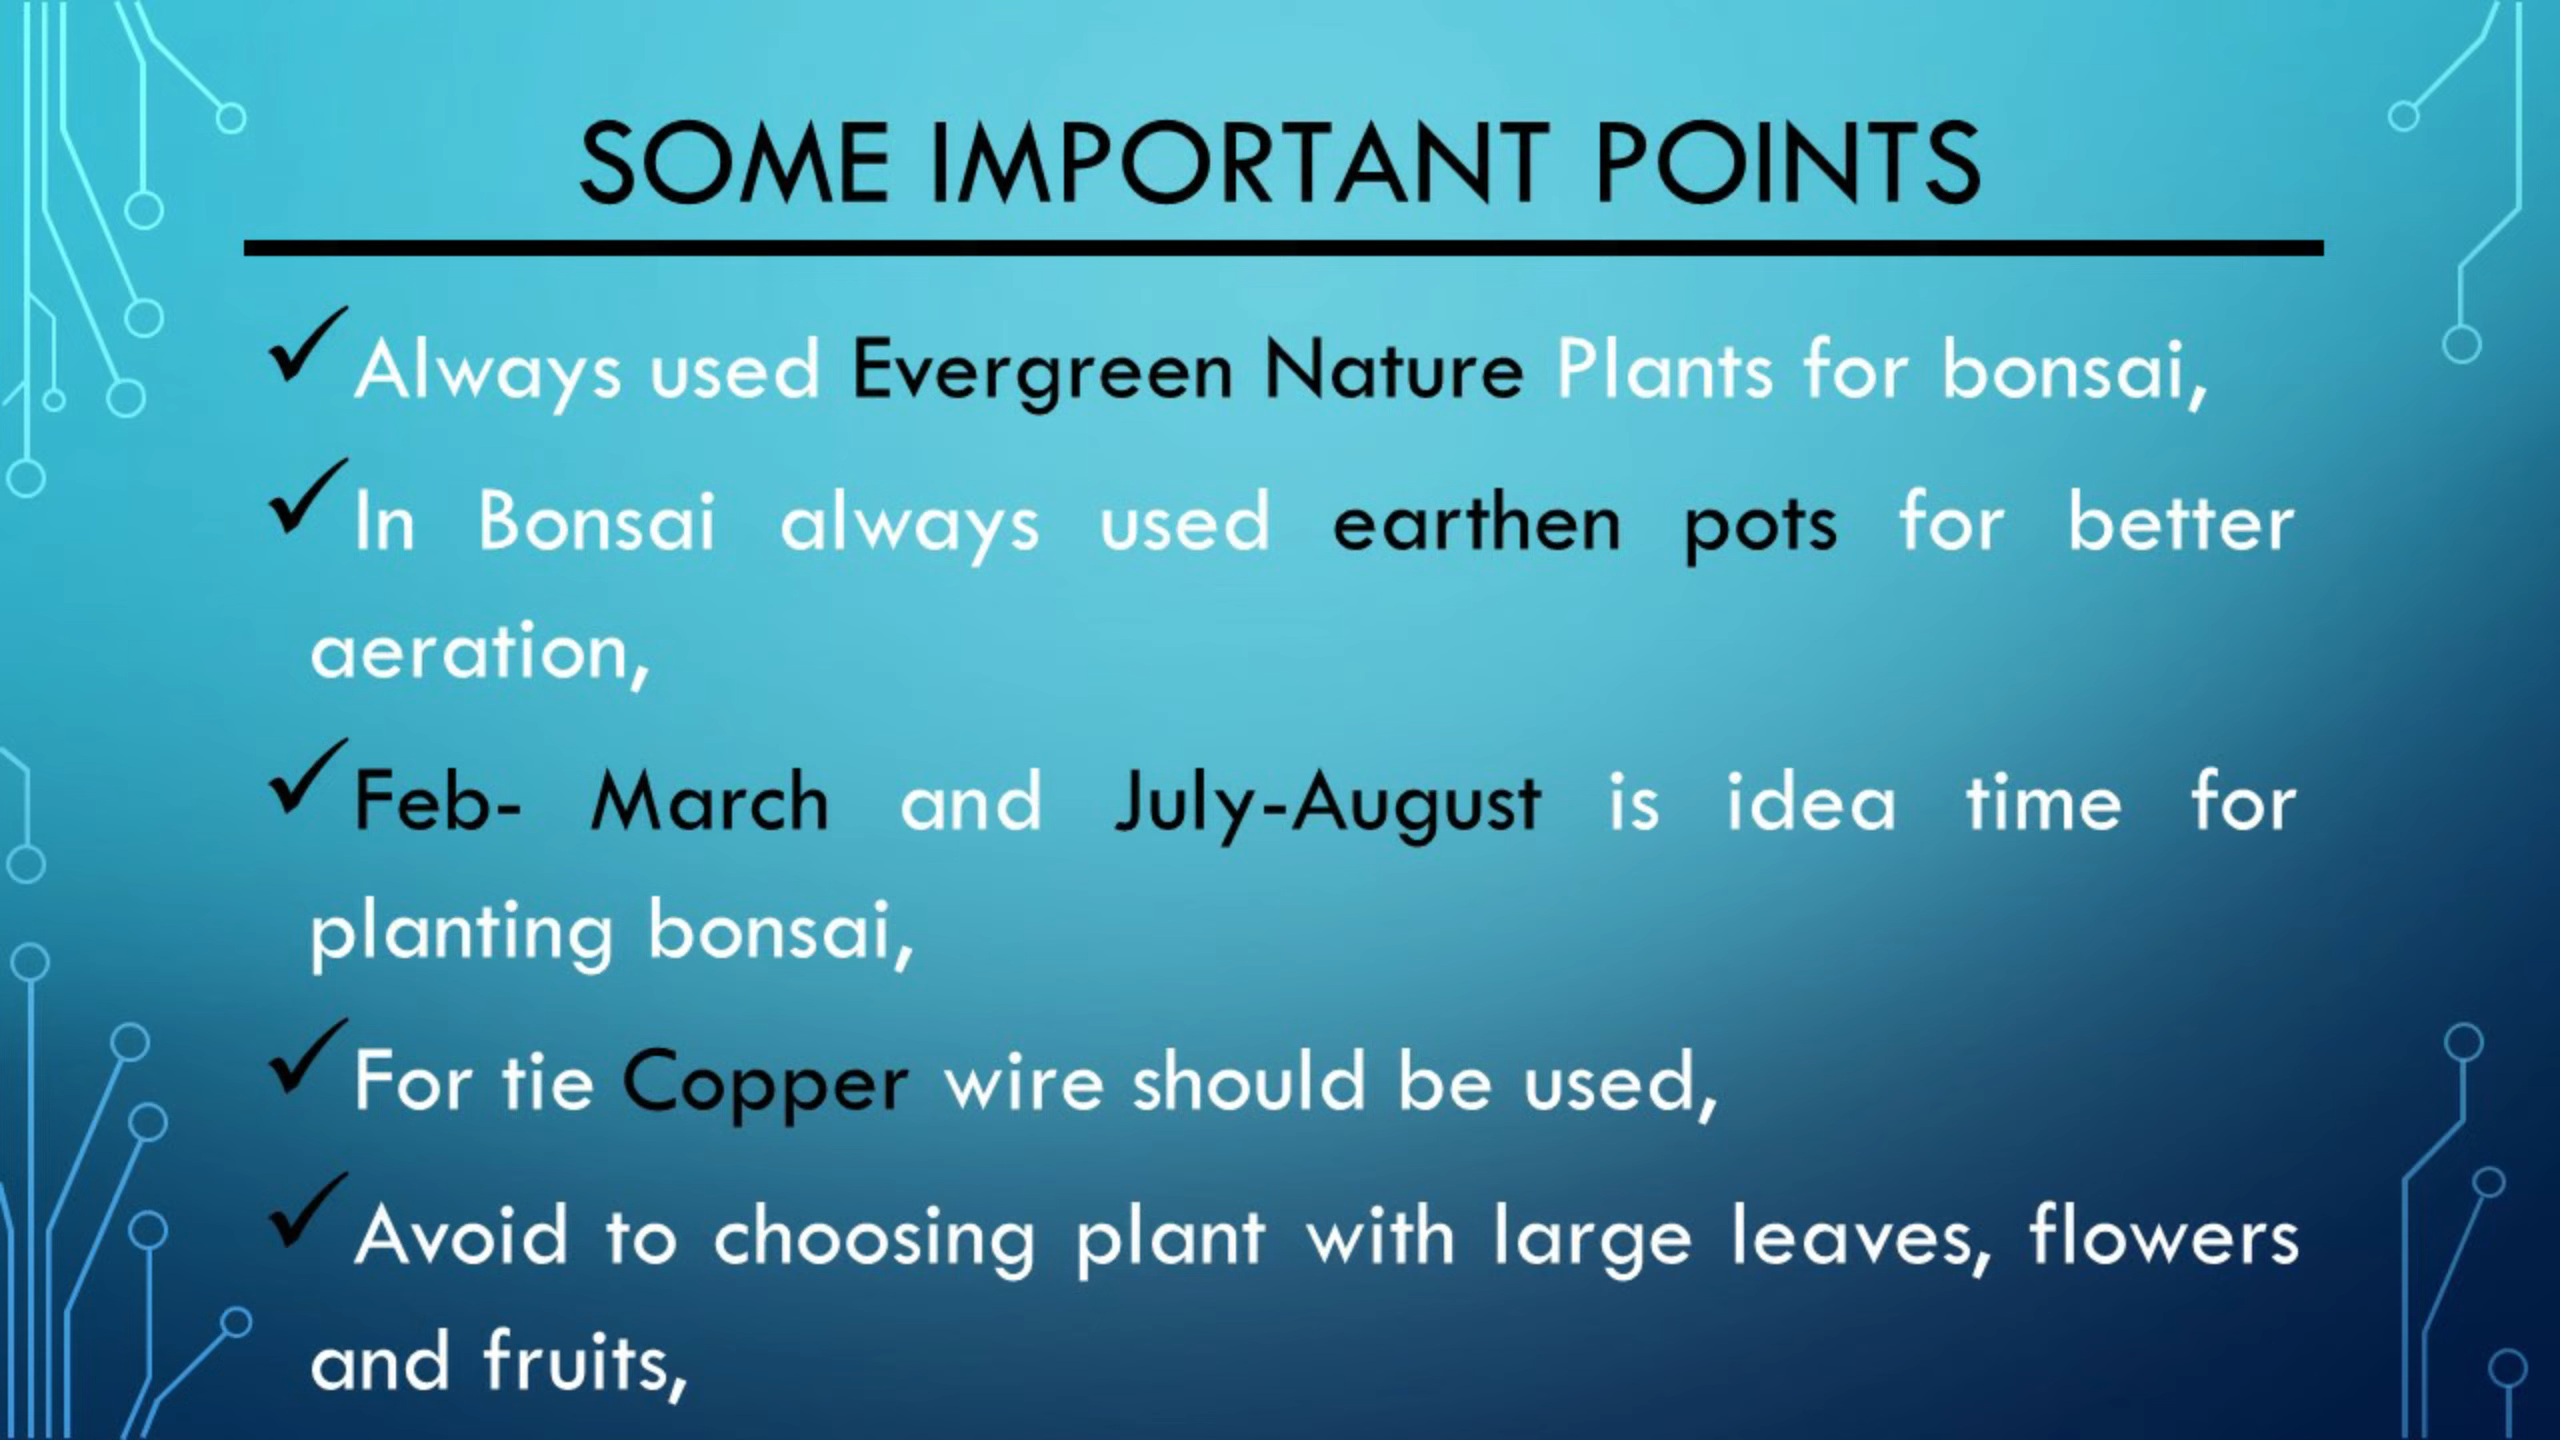 SOME IMPORTANT POINTS
✓Always used Evergreen Nature Plants for bonsai,
✓In Bonsai always used earthen pots for better
aeration,
✓Feb- March and July-August is idea time for
planting bonsai,
✓For tie Copper wire should be used,
✓Avoid to choosing plant with large leaves, flowers
and fruits,